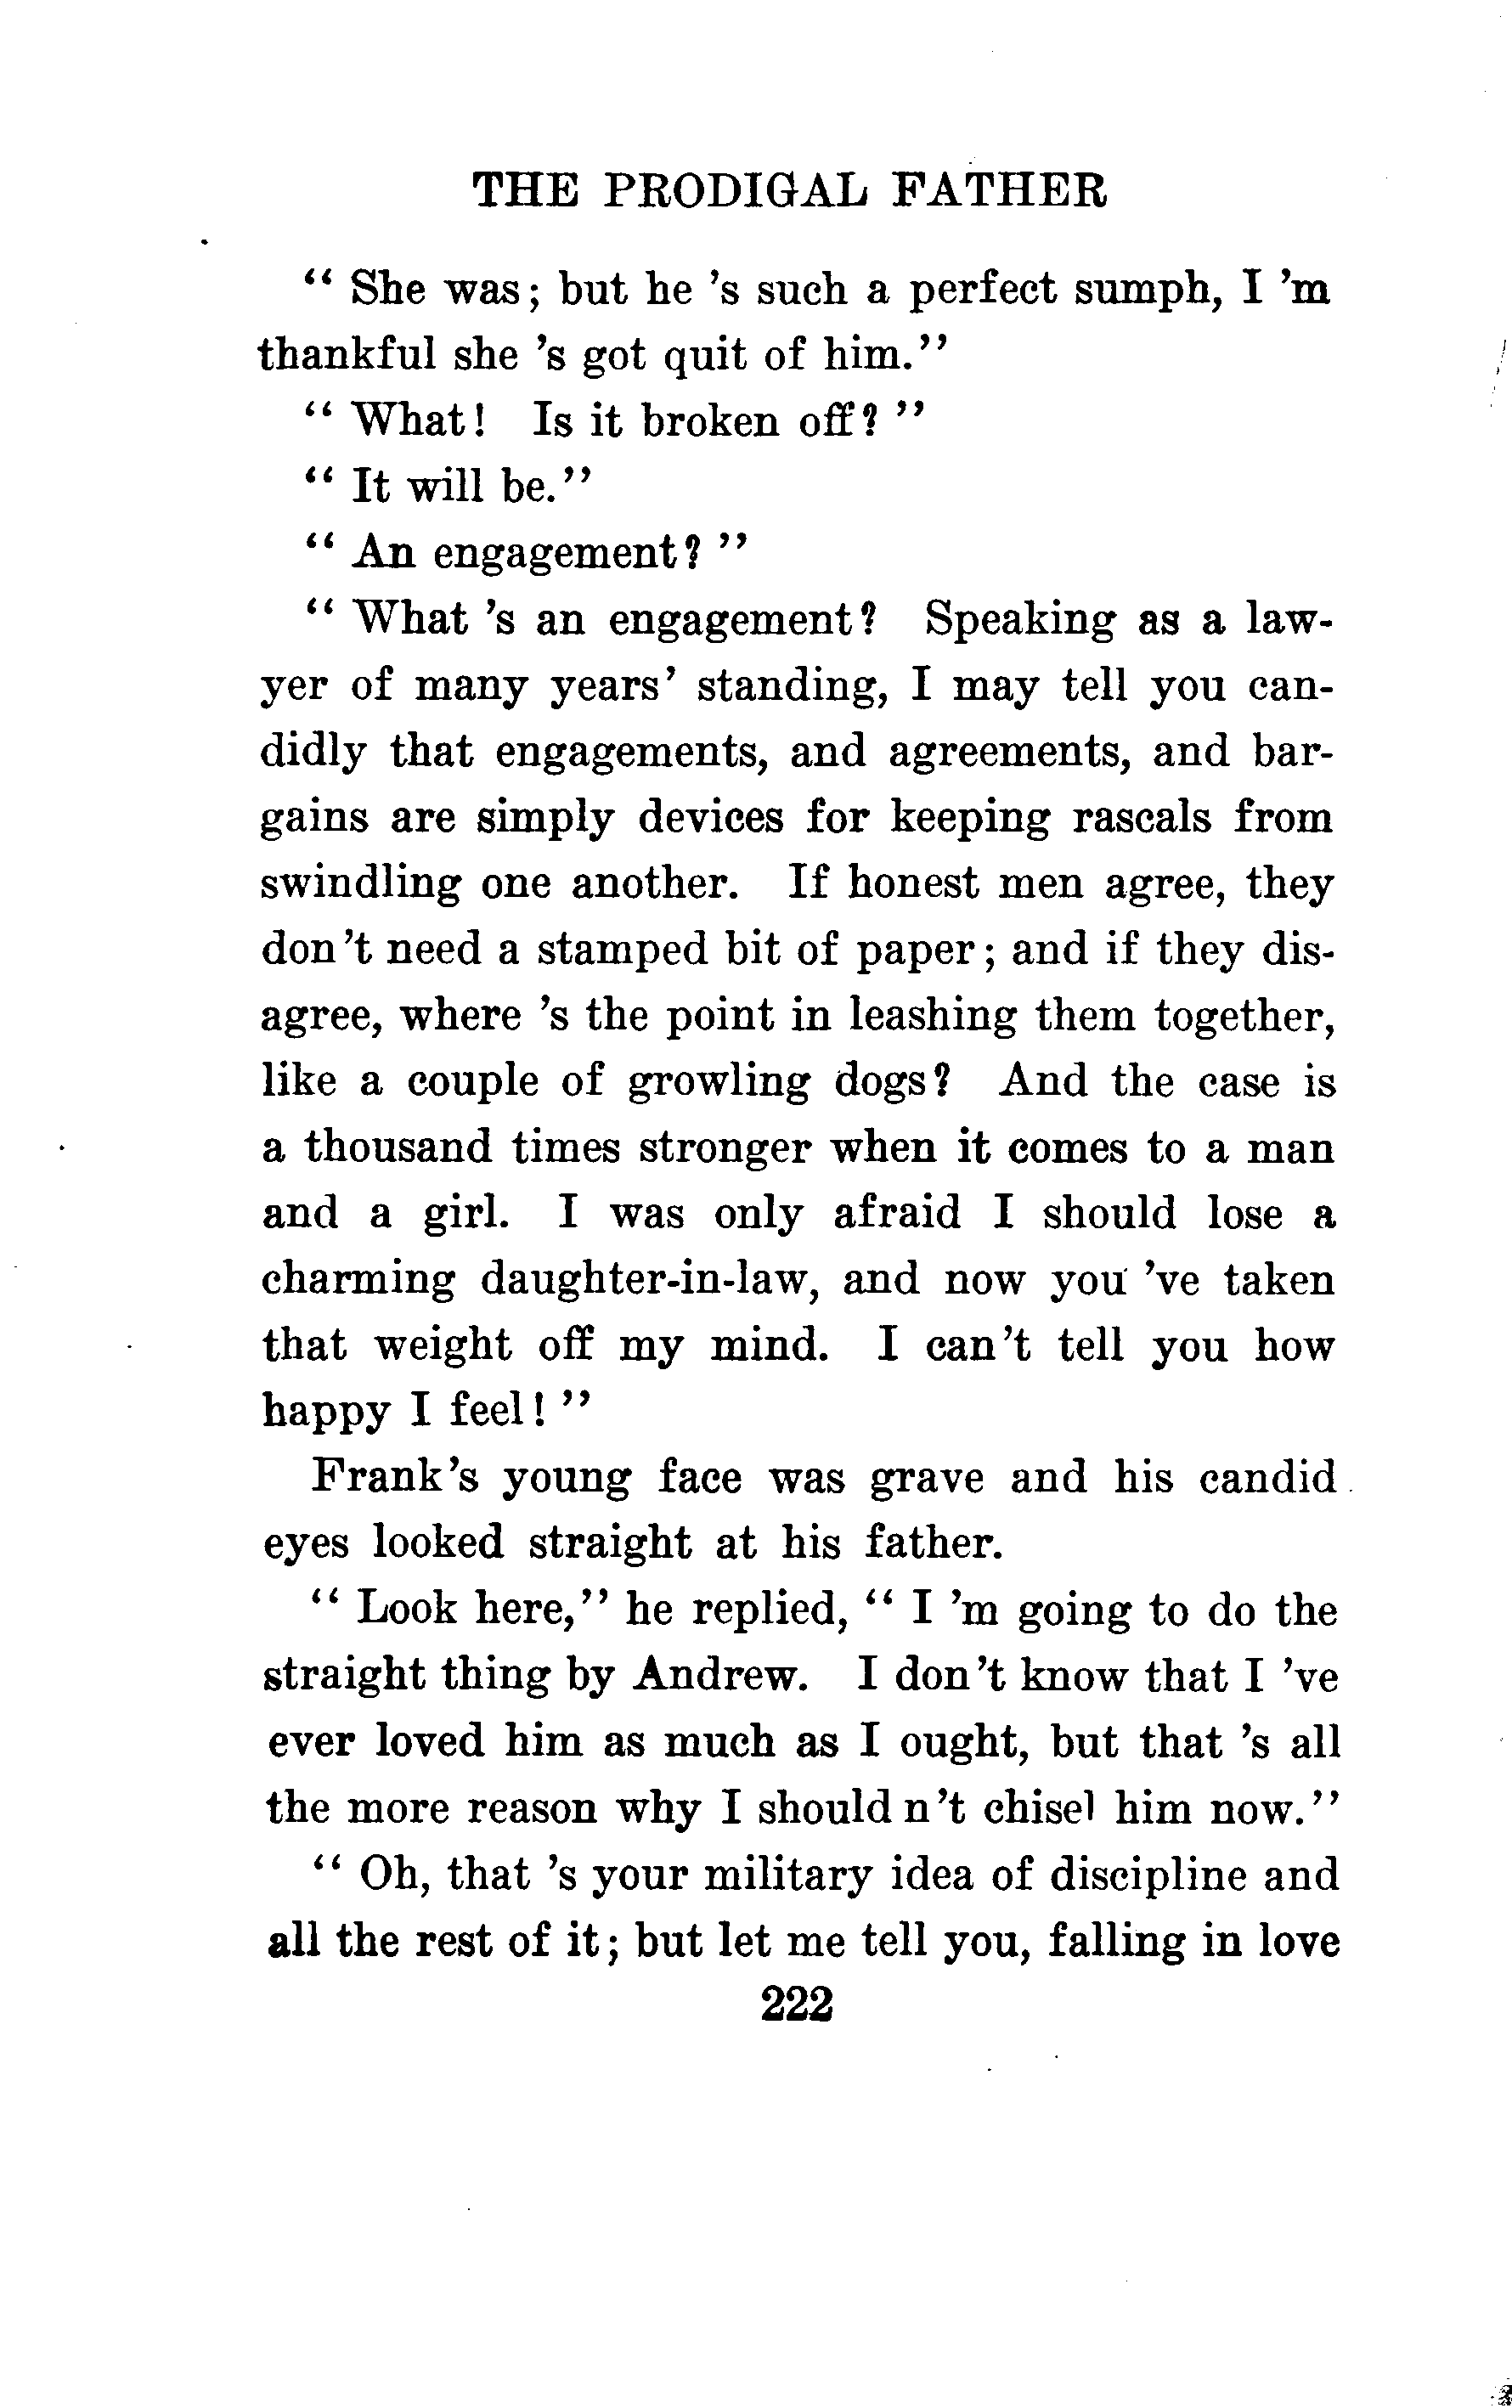 THE PRODIGAL FATHER
“ She was; but he 's such a perfect sumph, I 'm
thankful she 's got quit of him.”
“ What! Is it broken off? ”
“ It will be.”
“ An engagement? ”
“ What 's an engagement? Speaking as a law-
yer of many years' standing, I may tell you can-
didly that engagements, and agreements, and bar-
gains are simply devices for keeping rascals from
swindling one another. If honest men agree, they
don't need a stamped bit of paper; and if they dis-
agree, where 's the point in leashing them together,
like a couple of growling dogs? And the case is
a thousand times stronger when it comes to a man
and a girl. I was only afraid I should lose a
charming daughter-in-law, and now you 've taken
that weight off my mind. I can't tell you how
happy I feel! ”
Frank's young face was grave and his candid
eyes looked straight at his father.
“ Look here,” he replied, “ I 'm going to do the
straight thing by Andrew. I don't know that I 've
ever loved him as much as I ought, but that 's all
the more reason why I should n't chisel him now.”
“ Oh, that 's your military idea of discipline and
all the rest of it; but let me tell you, falling in love
222